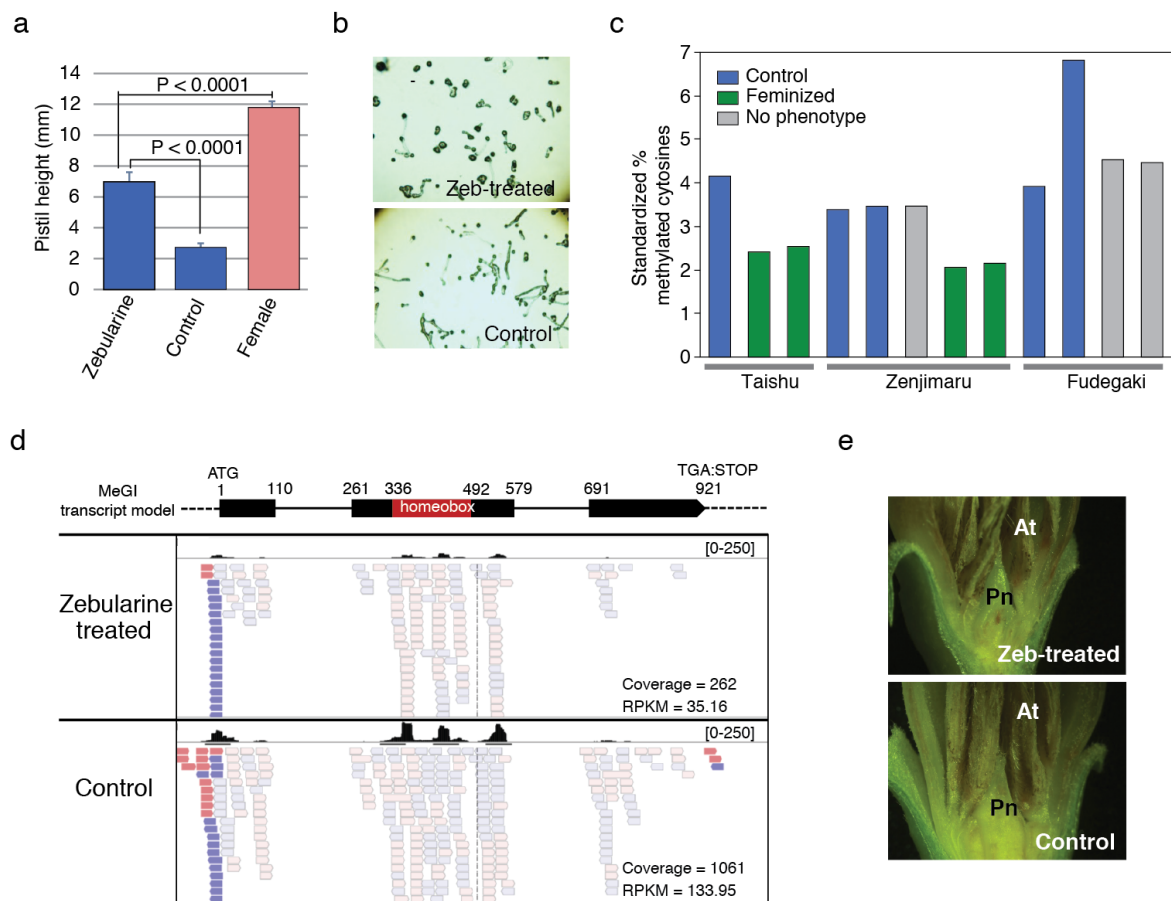 a
14
12
10
8
6
4
2
0
Pistil height (mm)
P < 0.0001
P < 0.0001
Zebularine
Control
Female
b
Zeb-treated
Control
c
7
6
5
4
3
2
1
0
Standardized %
methylated cytosines
Control
Feminized
No phenotype
Taishu
Zenjimaru
Fudegaki
d
MeGI
transcript model
ATG
TGA:STOP
1
110
261
336
492
579
691
921
homeobox
[0-250]
Zebularine
treated
Coverage = 262
RPKM = 35.16
[0-250]
Control
Coverage = 1061
RPKM = 133.95
e
At
Pn
Zeb-treated
At
Pn
Control